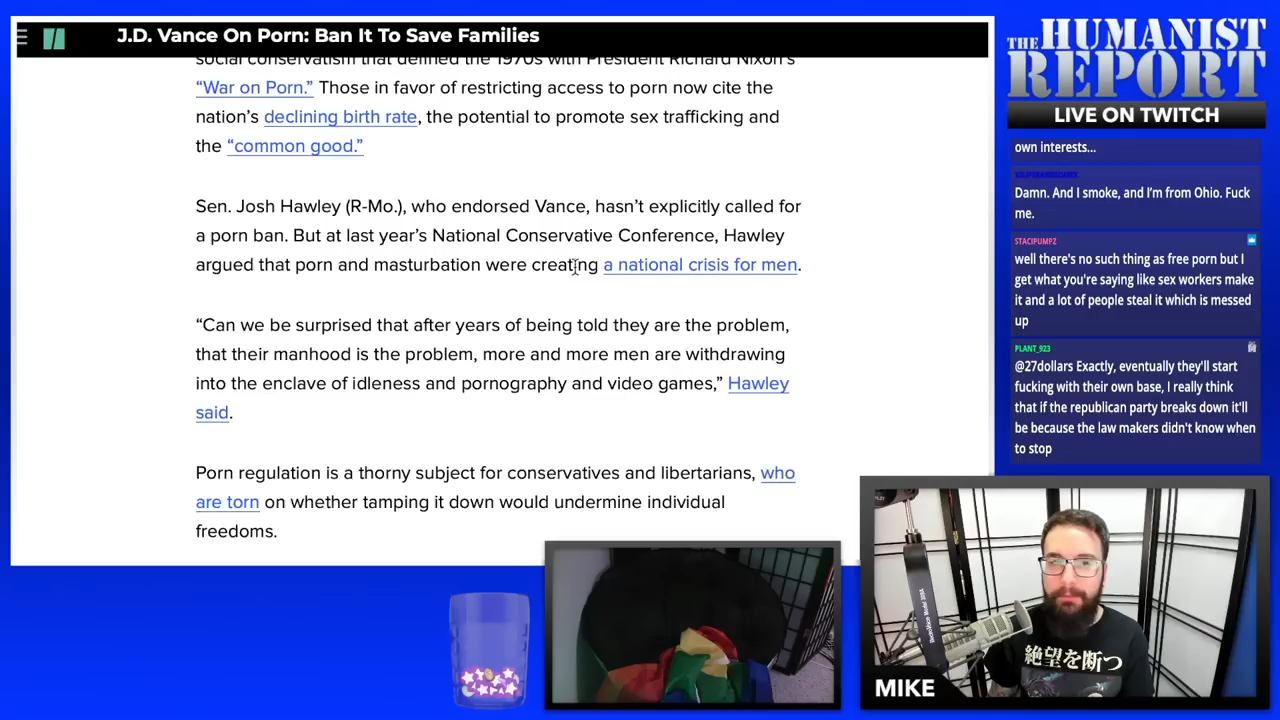 J.D. Vance On Porn: Ban It To Save Families
social conservatism that defined the 1970s with President Richard Nixon's
“War on Porn.” Those in favor of restricting access to porn now cite the
nation's declining birth rate, the potential to promote sex trafficking and
the “common good.”
Sen. Josh Hawley (R-Mo.), who endorsed Vance, hasn't explicitly called for
a porn ban. But at last year's National Conservative Conference, Hawley
argued that porn and masturbation were creating a national crisis for men.
“Can we be surprised that after years of being told they are the problem,
that their manhood is the problem, more and more men are withdrawing
into the enclave of idleness and pornography and video games,” Hawley
said.
Porn regulation is a thorny subject for conservatives and libertarians, who
are torn on whether tamping it down would undermine individual
freedoms.
THE HUMANIST
REPORT
LIVE ON TWITCH
own interests...
Damn. And I smoke, and I'm from Ohio. Fuck
me.
STACIPUMPZ
well there's no such thing as free porn but I
get what you're saying like sex workers make
it and a lot of people steal it which is messed
up
PLANT_923
@27dollars Exactly, eventually they'll start
fucking with their own base, I really think
that if the republican party breaks down it'll
be because the law makers didn't know when
to stop
絶望を断つ
MIKE